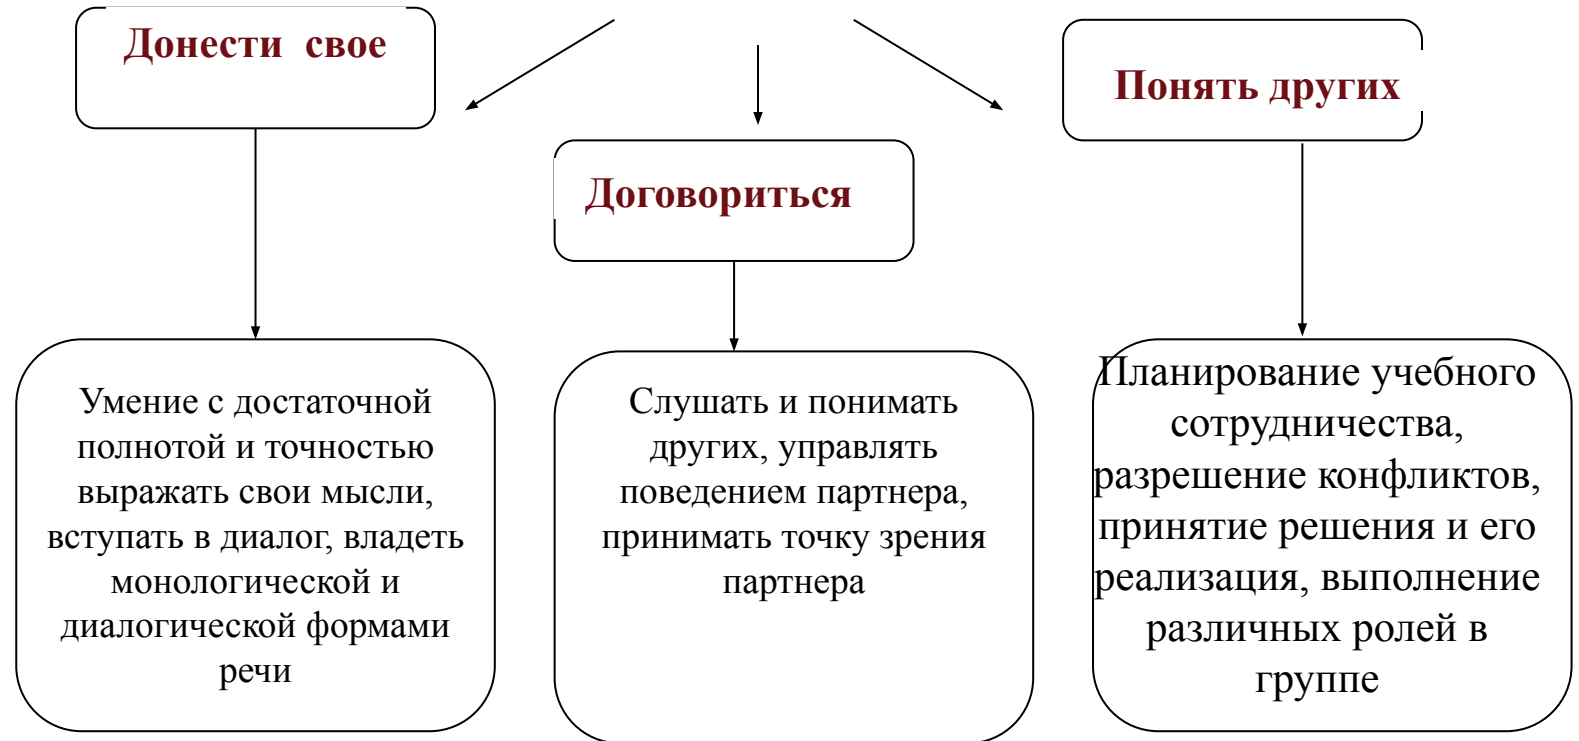 Донести свое
Понять других
Договориться
Умение с достаточной
полнотой и точностью
выражать свои мысли,
вступать в диалог, владеть
монологической и
диалогической формами
речи
Слушать и понимать
других, управлять
поведением партнера,
принимать точку зрения
партнера
Планирование учебного
сотрудничества,
разрешение конфликтов,
принятие решения и его
реализация, выполнение
различных ролей в
группе